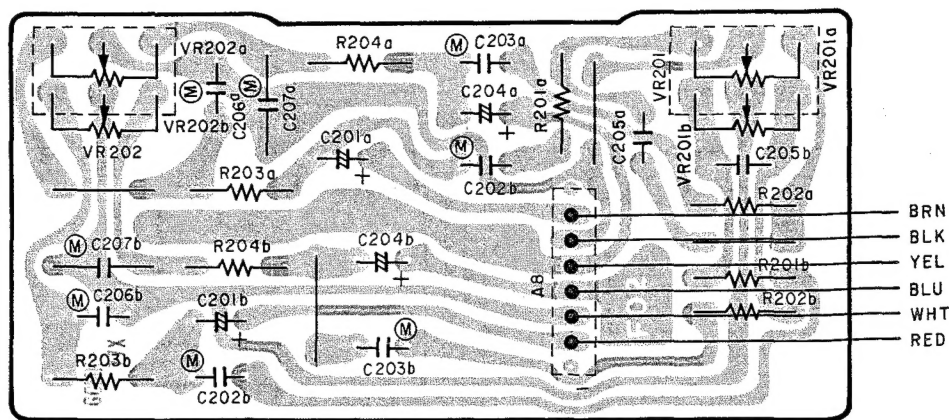 VR202a
VR202b
VR202
M
C206a
M
C207a
R204a
M
C203a
C204a
+
R201a
C205a
VR201
VR201a
VR201b
C205b
C201a
+
M
C202b
R203a
R202a
BRN
BLK
YEL
BLU
WHT
RED
A8
M
C207b
R204b
C204b
+
R201b
R202b
M
C206b
C201b
+
M
C203b
R203b
M
C202b
X